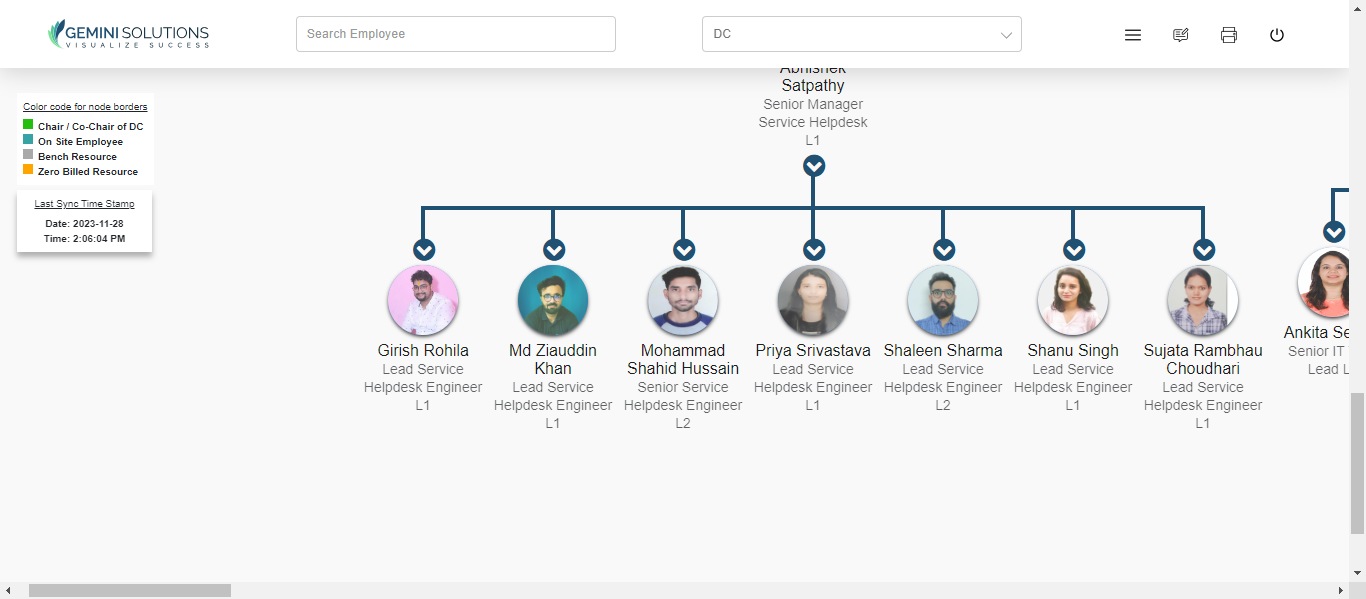 GEMINI SOLUTIONS
VISUALIZE SUCCESS
Search Employee
DC
Color code for node borders
Chair / Co-Chair of DC
On Site Employee
Bench Resource
Zero Billed Resource
Last Sync Time Stamp
Date: 2023-11-28
Time: 2:06:04 PM
Abhishek
Satpathy
Senior Manager
Service Helpdesk
L1
Girish Rohila
Lead Service
Helpdesk Engineer
L1
Md Ziauddin
Khan
Lead Service
Helpdesk Engineer
L1
Mohammad
Shahid Hussain
Senior Service
Helpdesk Engineer
L2
Priya Srivastava
Lead Service
Helpdesk Engineer
L1
Shaleen Sharma
Lead Service
Helpdesk Engineer
L2
Shanu Singh
Lead Service
Helpdesk Engineer
L1
Sujata Rambhau
Choudhari
Lead Service
Helpdesk Engineer
L1
Ankita Se
Senior IT
Lead L